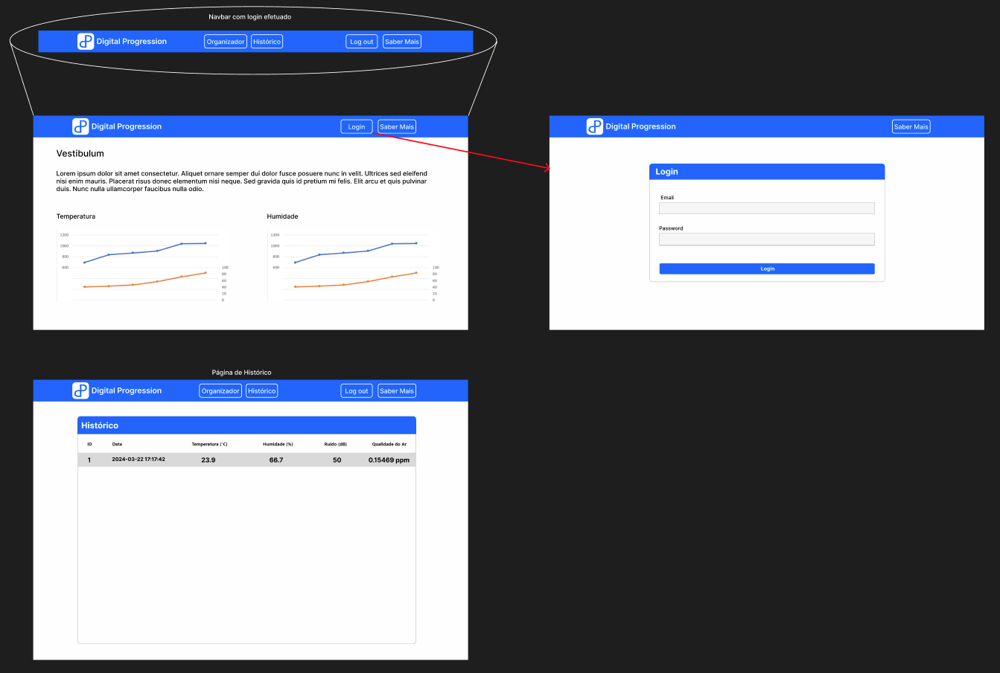 Navbar com login efetuado
dP Digital Progression Organizador Histórico Log out Saber Mais
dP Digital Progression Login Saber Mais
Vestibulum
Lorem ipsum dolor sit amet consectetur. Aliquet ornare semper dui dolor fusce posuere nunc in velit. Ultrices sed eleifend
nisi enim mauris. Placerat risus donec elementum nisi neque. Sed gravida quis id pretium mi felis. Elit arcu et quis pulvinar
duis. Nunc nulla ullamcorper faucibus nulla odio.
Temperatura
1200
1000
800
600
100
80
60
40
20
0
Humidade
1200
1000
800
600
100
80
60
40
20
0
dP Digital Progression Saber Mais
Login
Email
Password
Login
Página de Histórico
dP Digital Progression Organizador Histórico Log out Saber Mais
Histórico
ID Data Temperatura (°C) Humidade (%) Ruído (dB) Qualidade do Ar
1 2024-03-22 17:17:42 23.9 66.7 50 0.15469 ppm